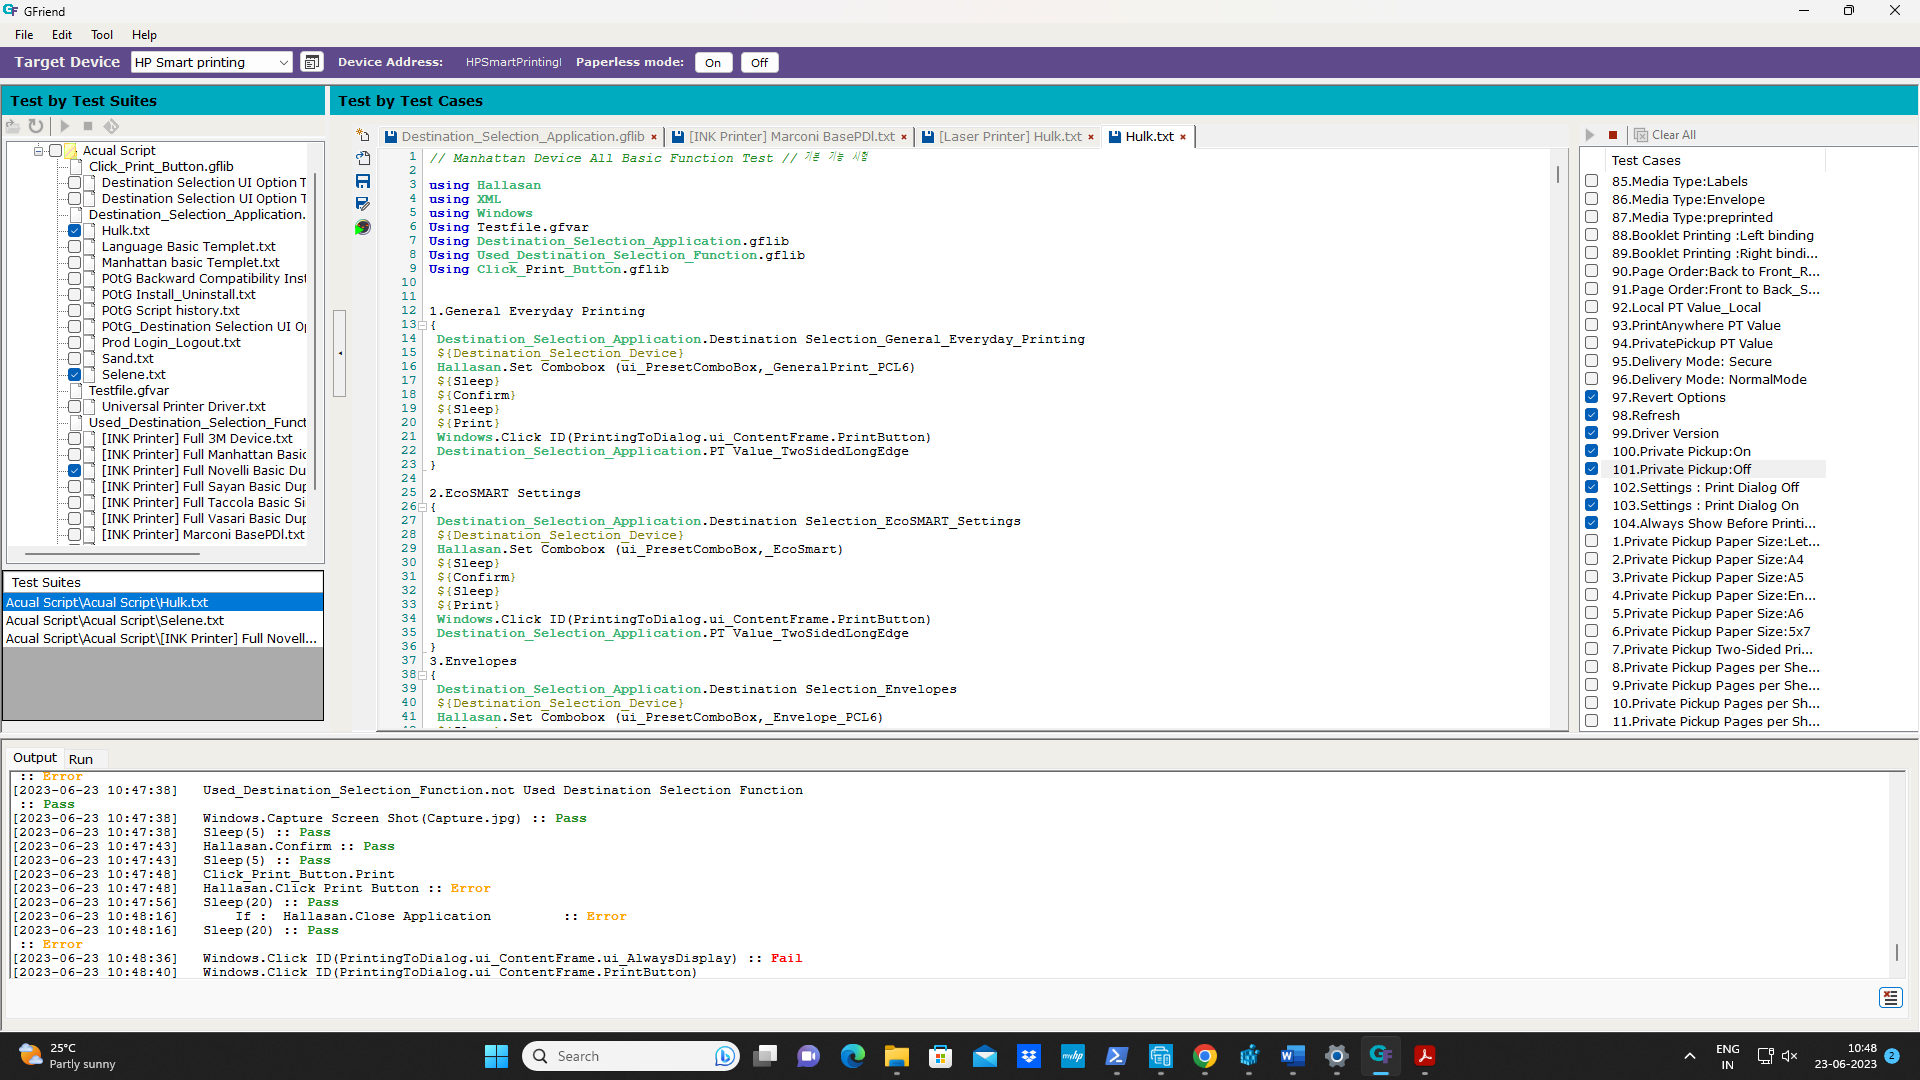 GFriend
File Edit Tool Help
Target Device HP Smart printing Device Address: HPSmartPrintingI Paperless mode: On Off
Test by Test Suites
Acual Script
Click_Print_Button.gflib
Destination Selection UI Option T
Destination Selection UI Option T
Destination_Selection_Application.
Hulk.txt
Language Basic Templet.txt
Manhattan basic Templet.txt
POtG Backward Compatibility Inst
POtG Install_Uninstall.txt
POtG Script history.txt
POtG_Destination Selection UI Op
Prod Login_Logout.txt
Sand.txt
Selene.txt
Testfile.gfvar
Universal Printer Driver.txt
Used_Destination_Selection_Funct
[INK Printer] Full 3M Device.txt
[INK Printer] Full Manhattan Basic
[INK Printer] Full Novelli Basic Du
[INK Printer] Full Sayan Basic Dup
[INK Printer] Full Taccola Basic Si
[INK Printer] Full Vasari Basic Dup
[INK Printer] Marconi BasePDl.txt
Test Suites
Acual Script\Acual Script\Hulk.txt
Acual Script\Acual Script\Selene.txt
Acual Script\Acual Script\[INK Printer] Full Novell...
Test by Test Cases
Destination_Selection_Application.gflib × [INK Printer] Marconi BasePDl.txt × [Laser Printer] Hulk.txt × Hulk.txt ×
1 // Manhattan Device All Basic Function Test // 기본 기능 시험
2
3 using Hallasan
4 using XML
5 using Windows
6 Using Testfile.gfvar
7 Using Destination_Selection_Application.gflib
8 Using Used_Destination_Selection_Function.gflib
9 Using Click_Print_Button.gflib
10
11
12 1.General Everyday Printing
13 {
14 Destination_Selection_Application.Destination Selection_General_Everyday_Printing
15 ${Destination_Selection_Device}
16 Hallasan.Set Combobox (ui_PresetComboBox,_GeneralPrint_PCL6)
17 ${Sleep}
18 ${Confirm}
19 ${Sleep}
20 ${Print}
21 Windows.Click ID(PrintingToDialog.ui_ContentFrame.PrintButton)
22 Destination_Selection_Application.PT Value_TwoSidedLongEdge
23 }
24
25 2.EcoSMART Settings
26 {
27 Destination_Selection_Application.Destination Selection_EcoSMART_Settings
28 ${Destination_Selection_Device}
29 Hallasan.Set Combobox (ui_PresetComboBox,_EcoSmart)
30 ${Sleep}
31 ${Confirm}
32 ${Sleep}
33 ${Print}
34 Windows.Click ID(PrintingToDialog.ui_ContentFrame.PrintButton)
35 Destination_Selection_Application.PT Value_TwoSidedLongEdge
36 }
37 3.Envelopes
38 {
39 Destination_Selection_Application.Destination Selection_Envelopes
40 ${Destination_Selection_Device}
41 Hallasan.Set Combobox (ui_PresetComboBox,_Envelope_PCL6)
Clear All
Test Cases
85.Media Type:Labels
86.Media Type:Envelope
87.Media Type:preprinted
88.Booklet Printing :Left binding
89.Booklet Printing :Right bindi...
90.Page Order:Back to Front_R...
91.Page Order:Front to Back_S...
92.Local PT Value_Local
93.PrintAnywhere PT Value
94.PrivatePickup PT Value
95.Delivery Mode: Secure
96.Delivery Mode: NormalMode
97.Revert Options
98.Refresh
99.Driver Version
100.Private Pickup:On
101.Private Pickup:Off
102.Settings : Print Dialog Off
103.Settings : Print Dialog On
104.Always Show Before Printi...
1.Private Pickup Paper Size:Let...
2.Private Pickup Paper Size:A4
3.Private Pickup Paper Size:A5
4.Private Pickup Paper Size:En...
5.Private Pickup Paper Size:A6
6.Private Pickup Paper Size:5x7
7.Private Pickup Two-Sided Pri...
8.Private Pickup Pages per She...
9.Private Pickup Pages per She...
10.Private Pickup Pages per Sh...
11.Private Pickup Pages per Sh...
Output Run
:: Error
[2023-06-23 10:47:38] Used_Destination_Selection_Function.not Used Destination Selection Function
:: Pass
[2023-06-23 10:47:38] Windows.Capture Screen Shot(Capture.jpg) :: Pass
[2023-06-23 10:47:38] Sleep(5) :: Pass
[2023-06-23 10:47:43] Hallasan.Confirm :: Pass
[2023-06-23 10:47:43] Sleep(5) :: Pass
[2023-06-23 10:47:48] Click_Print_Button.Print
[2023-06-23 10:47:48] Hallasan.Click Print Button :: Error
[2023-06-23 10:47:56] Sleep(20) :: Pass
[2023-06-23 10:48:16] If : Hallasan.Close Application :: Error
[2023-06-23 10:48:16] Sleep(20) :: Pass
:: Error
[2023-06-23 10:48:36] Windows.Click ID(PrintingToDialog.ui_ContentFrame.ui_AlwaysDisplay) :: Fail
[2023-06-23 10:48:40] Windows.Click ID(PrintingToDialog.ui_ContentFrame.PrintButton)
25°C
Partly sunny
Search
myhp
GF
ENG
IN
10:48
23-06-2023
2